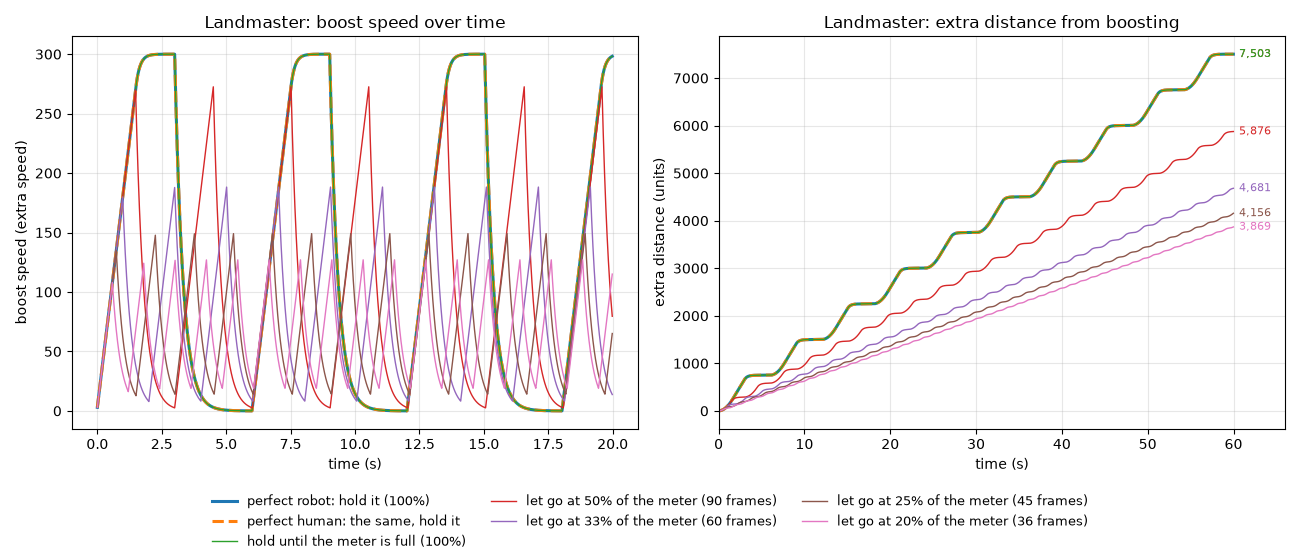 Landmaster: boost speed over time
boost speed (extra speed)
300
250
200
150
100
50
0
0.0 2.5 5.0 7.5 10.0 12.5 15.0 17.5 20.0
time (s)
Landmaster: extra distance from boosting
extra distance (units)
7000
6000
5000
4000
3000
2000
1000
0
7,503
5,876
4,681
4,156
3,869
0 10 20 30 40 50 60
time (s)
perfect robot: hold it (100%)
perfect human: the same, hold it
hold until the meter is full (100%)
let go at 50% of the meter (90 frames)
let go at 33% of the meter (60 frames)
let go at 25% of the meter (45 frames)
let go at 20% of the meter (36 frames)